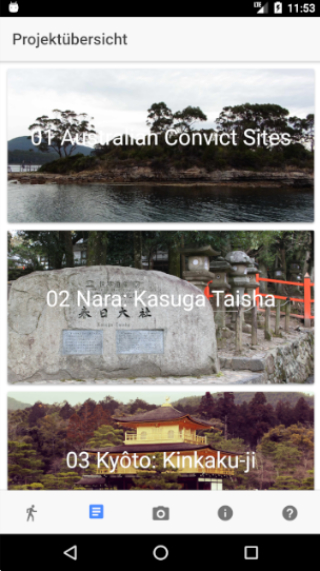 LTE 11:53
Projektübersicht
01 Australian Convict Sites
02 Nara: Kasuga Taisha
春日大社
03 Kyôto: Kinkaku-ji